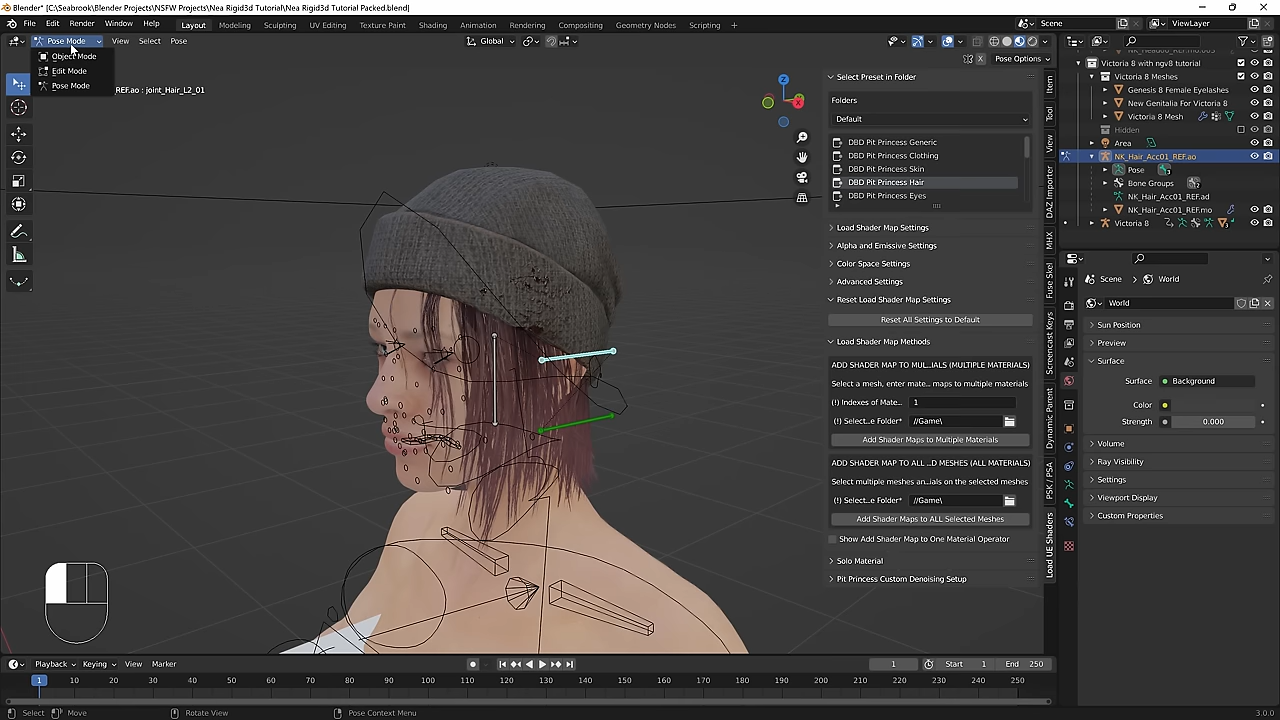 Blender* [C:\Seabrook\Blender Projects\NSFW Projects\Nea Rigid3d Tutorial\Nea Rigid3d Tutorial Packed.blend]
File Edit Render Window Help Layout Modeling Sculpting UV Editing Texture Paint Shading Animation Rendering Compositing Geometry Nodes Scripting + Scene ViewLayer
Pose Mode View Select Pose Global
Object Mode
Edit Mode
Pose Mode
REF.ao : joint_Hair_L2_01
Pose Options
X
Select Preset in Folder
Folders
Default
DBD Pit Princess Generic
DBD Pit Princess Clothing
DBD Pit Princess Skin
DBD Pit Princess Hair
DBD Pit Princess Eyes
Load Shader Map Settings
Alpha and Emissive Settings
Color Space Settings
Advanced Settings
Reset Load Shader Map Settings
Reset All Settings to Default
Load Shader Map Methods
ADD SHADER MAP TO MUL...IALS (MULTIPLE MATERIALS)
Select a mesh, enter mate... maps to multiple materials
(!) Indexes of Mate... 1
(!) Select...e Folder* //Game\
Add Shader Maps to Multiple Materials
ADD SHADER MAP TO ALL ...D MESHES (ALL MATERIALS)
Select multiple meshes an...ials on the selected meshes
(!) Select...e Folder* //Game\
Add Shader Maps to ALL Selected Meshes
Show Add Shader Map to One Material Operator
Solo Material
Pit Princess Custom Denoising Setup
Item
Tool
View
DAZ Importer
MHX
Fuse Skel
Screencast Keys
Dynamic Parent
PSK / PSA
Load UE Shaders
Victoria 8 with ngv8 tutorial
Victoria 8 Meshes
Genesis 8 Female Eyelashes
New Genitalia For Victoria 8
Victoria 8 Mesh
Hidden
Area
NK_Hair_Acc01_REF.ao
Pose
Bone Groups
NK_Hair_Acc01_REF.ad
NK_Hair_Acc01_REF.mo
Victoria 8
Scene > World
World
Sun Position
Preview
Surface
Surface Background
Color
Strength 0.000
Volume
Ray Visibility
Settings
Viewport Display
Custom Properties
Playback Keying View Marker 1 Start 1 End 250
1 10 20 30 40 50 60 70 80 90 100 110 120 130 140 150 160 170 180 190 200 210 220 230 240 250
Select Move Rotate View Pose Context Menu 3.0.0